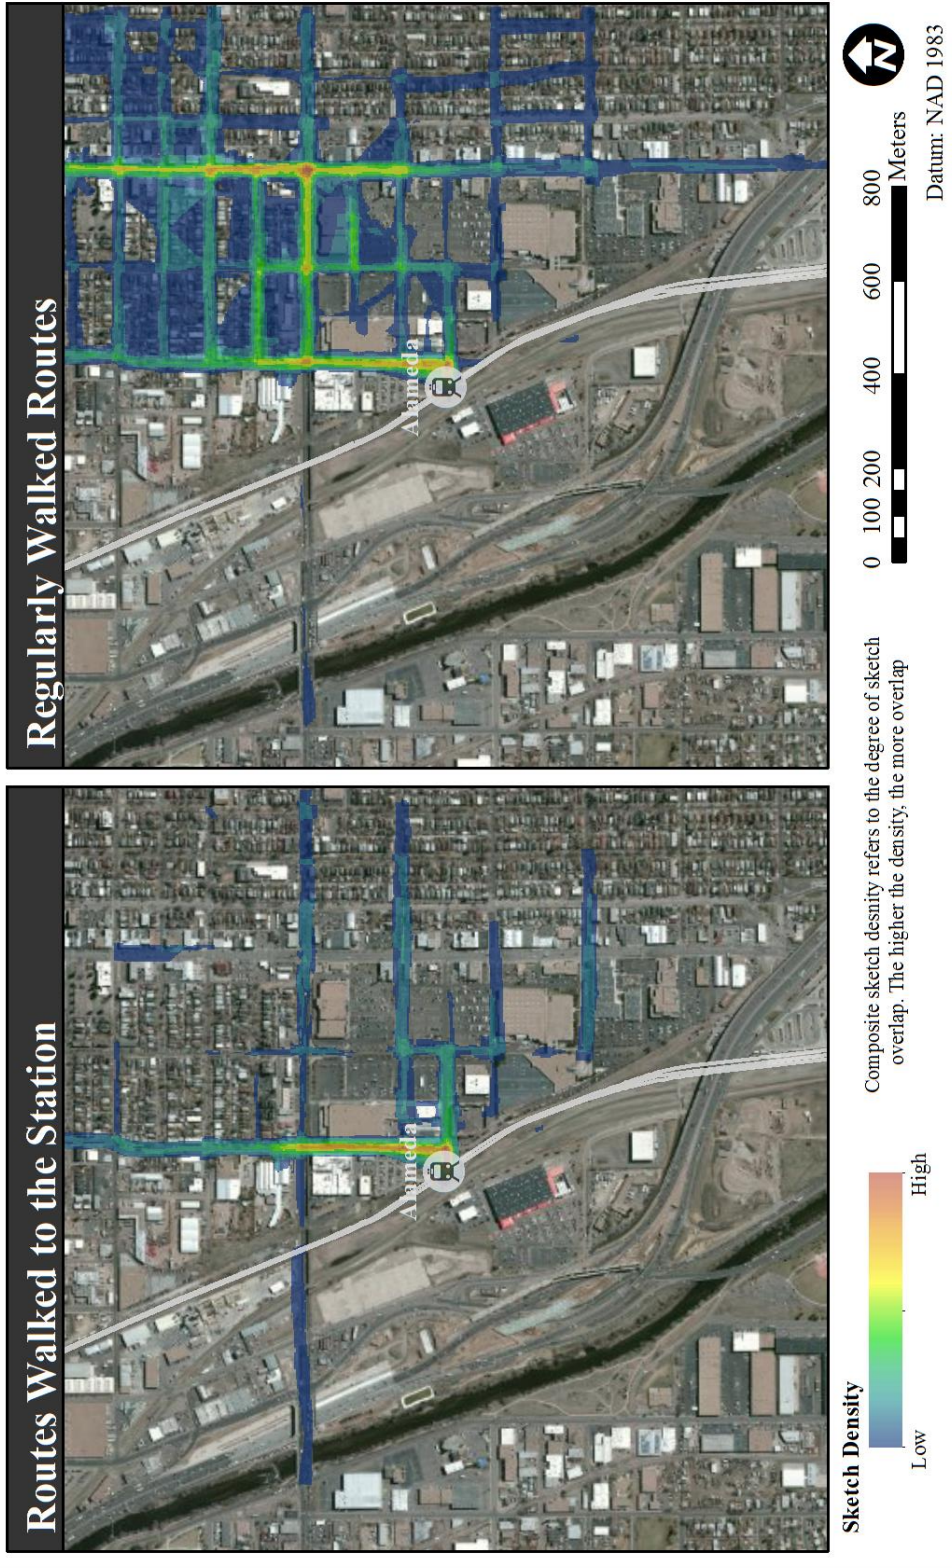 Routes Walked to the Station
Regularly Walked Routes
Alameda
Alameda
Sketch Density
Low
High
Composite sketch desnity refers to the degree of sketch
overlap. The higher the density, the more overlap
0 100 200 400 600 800
Meters
N
Datum: NAD 1983